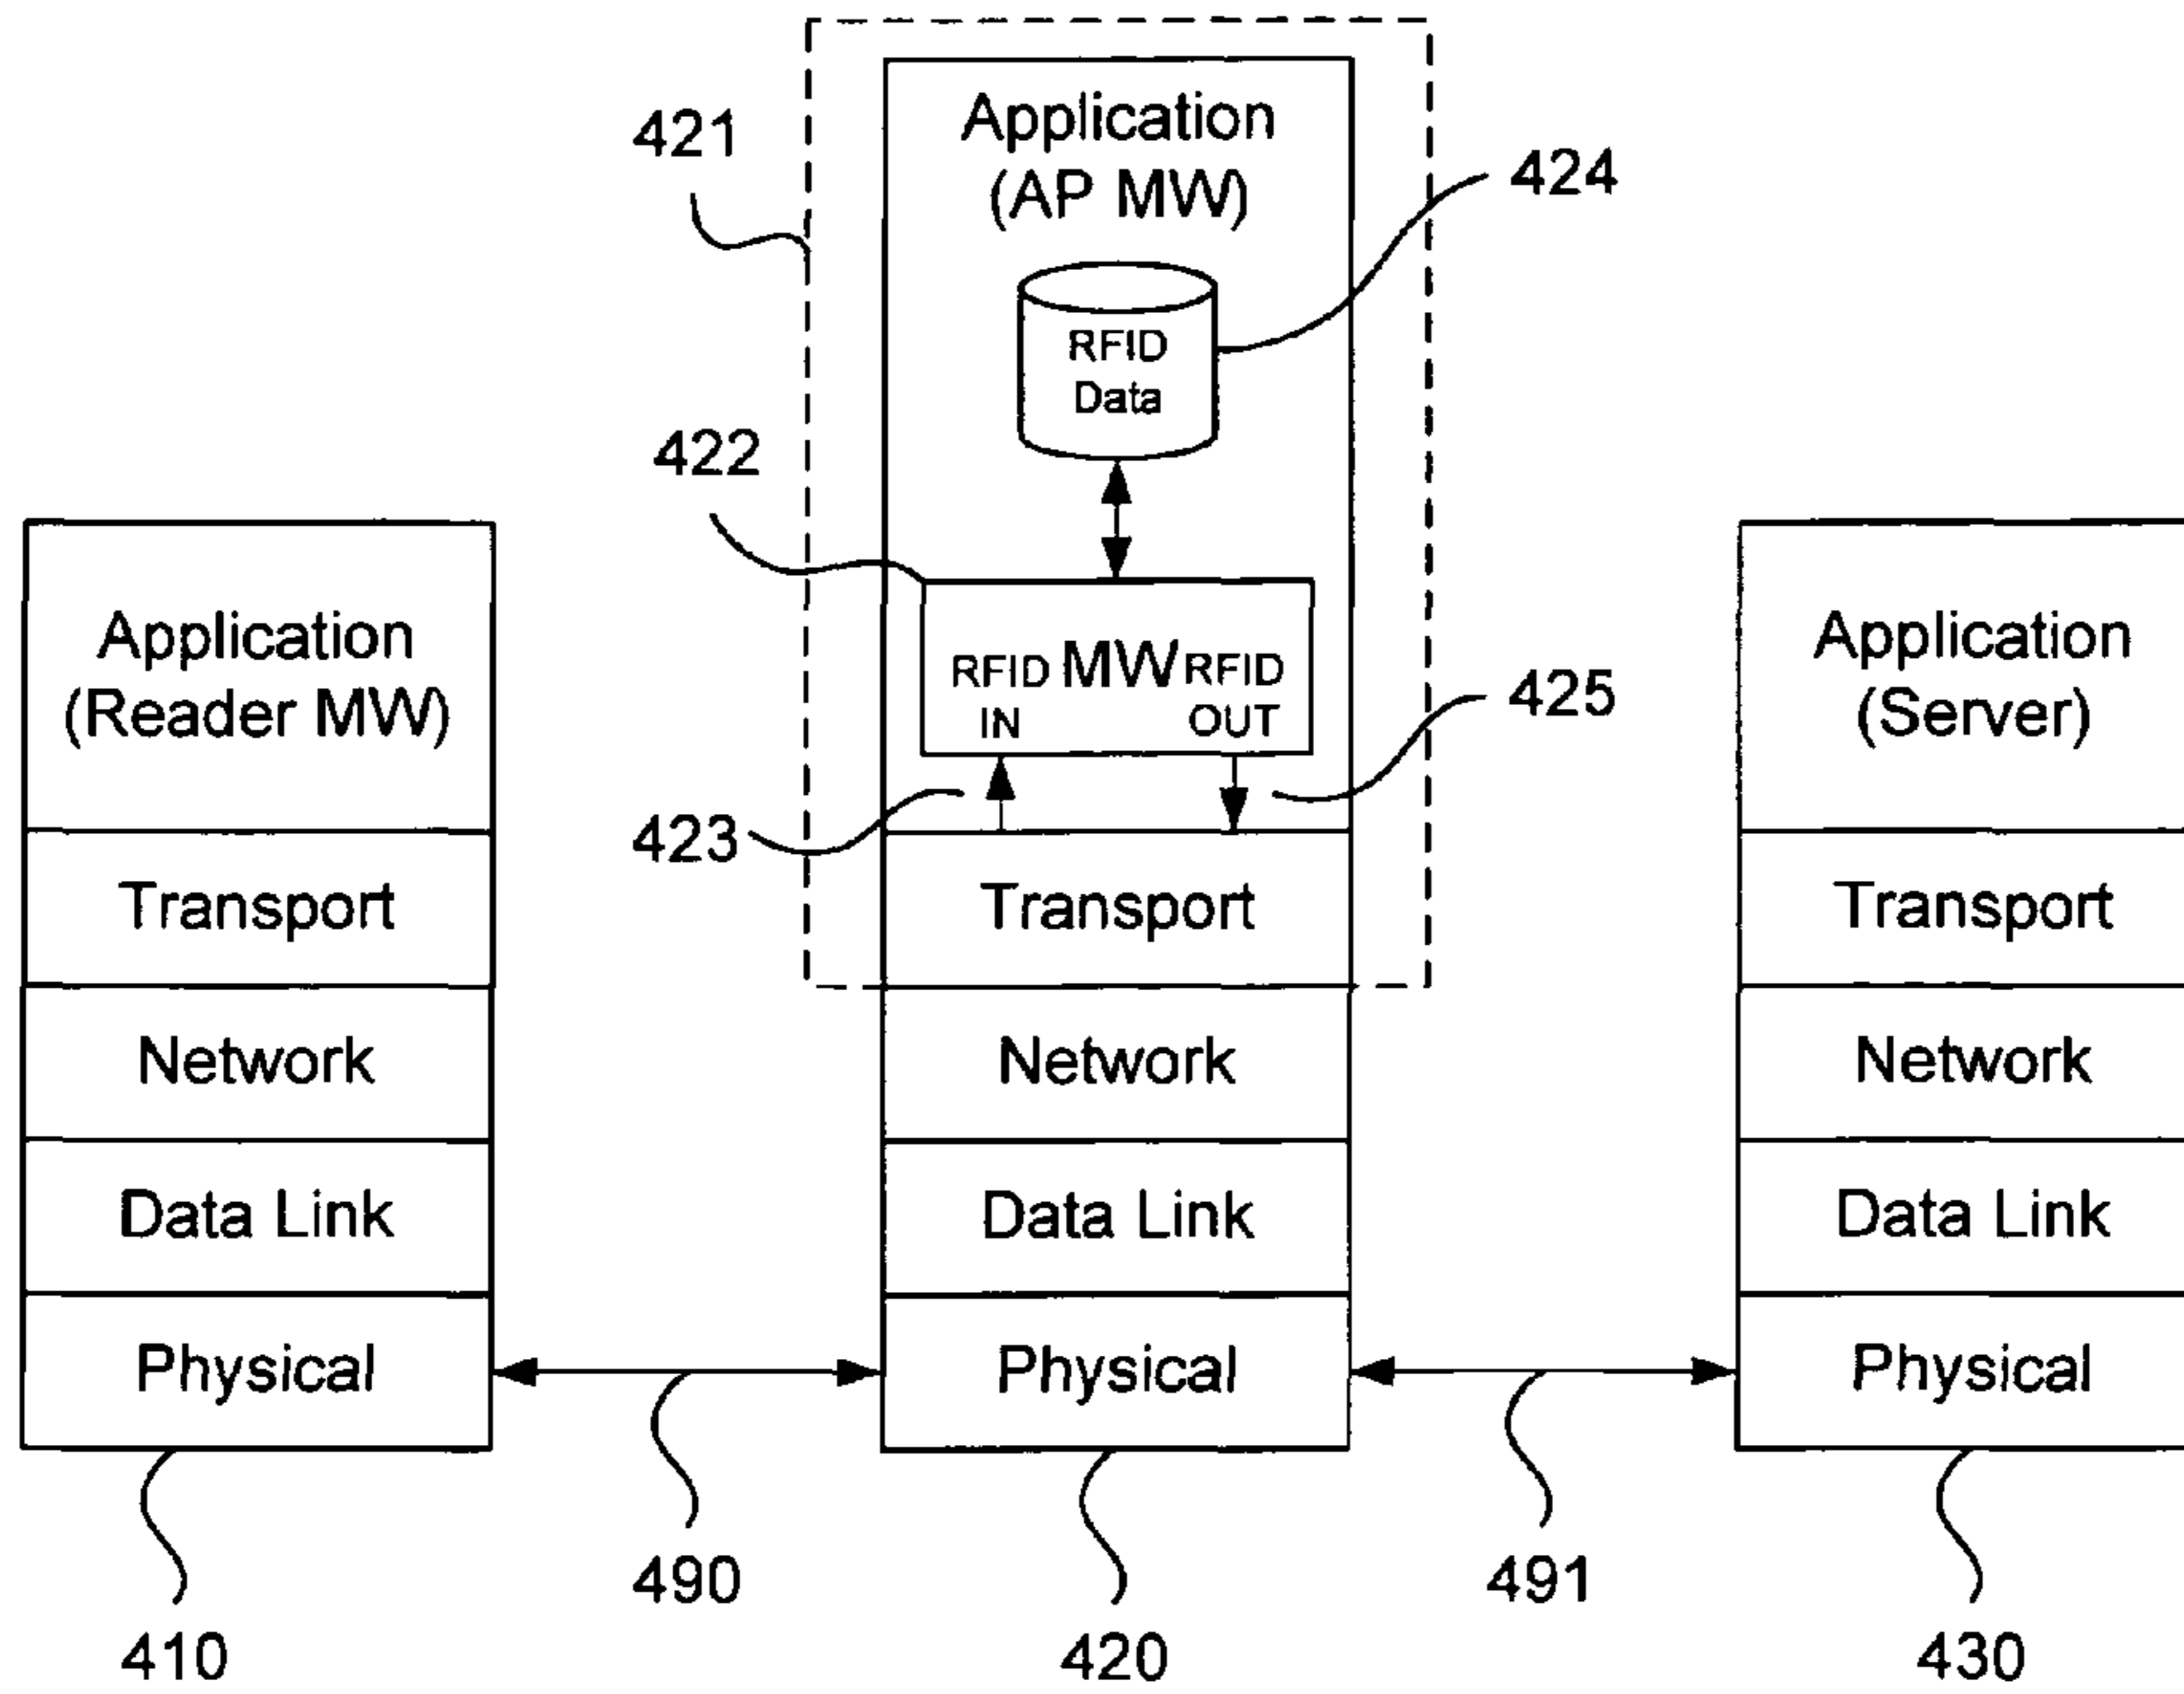 Application
(AP MW)
421
424
RFID
Data
422
Application
(Reader MW)
RFID MW RFID
IN OUT
425
Application
(Server)
423
Transport
Transport
Transport
Network
Network
Network
Data Link
Data Link
Data Link
Physical
Physical
Physical
490
491
410
420
430